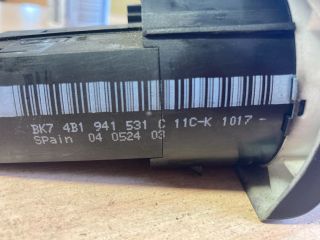 BK7 4B1 941 531 C 11C-K 1017 -
SPain 04 0524 03